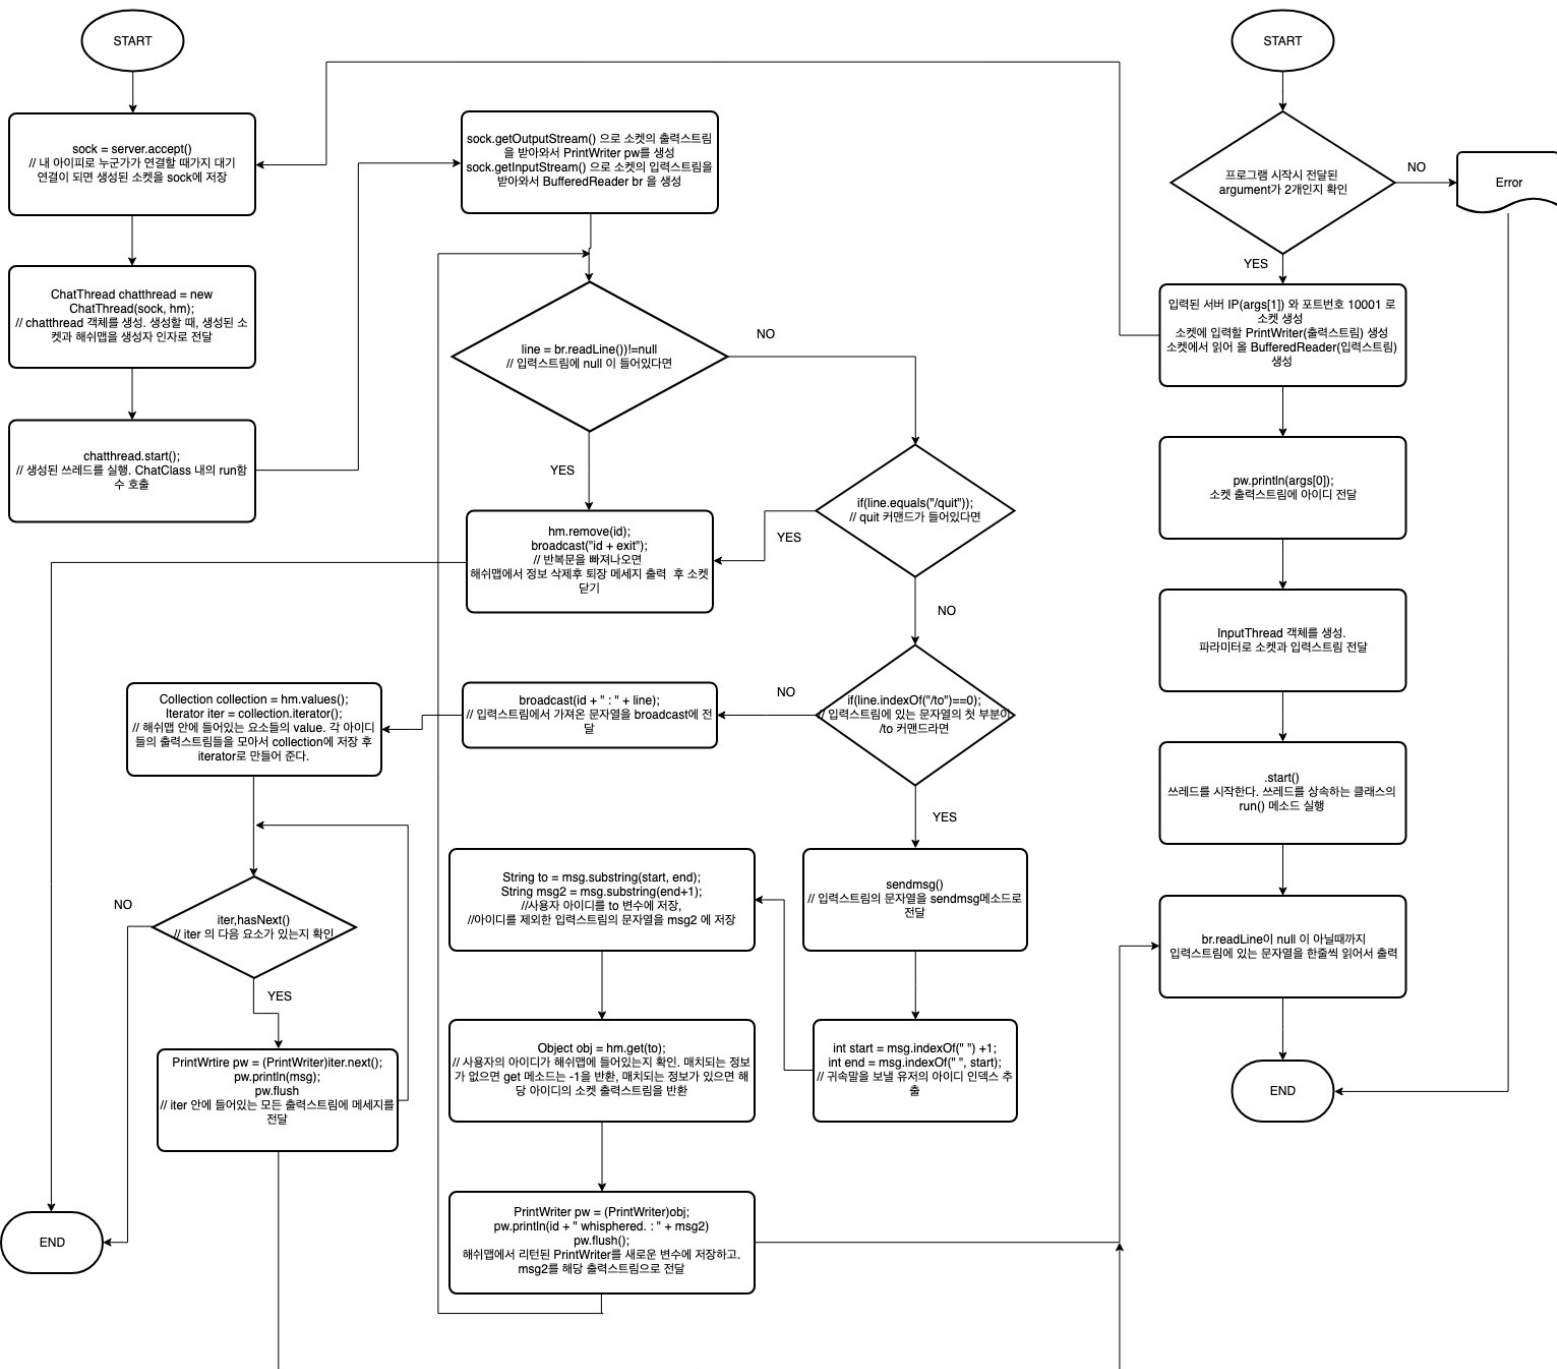 START
sock = server.accept()
// 내 아이피로 누군가가 연결할 때가지 대기
연결이 되면 생성된 소켓을 sock에 저장
ChatThread chatthread = new
ChatThread(sock, hm);
// chatthread 객체를 생성. 생성할 때, 생성된 소
켓과 해쉬맵을 생성자 인자로 전달
chatthread.start();
// 생성된 쓰레드를 실행. ChatClass 내의 run함
수 호출
sock.getOutputStream() 으로 소켓의 출력스트림
을 받아와서 PrintWriter pw를 생성
sock.getInputStream() 으로 소켓의 입력스트림을
받아와서 BufferedReader br 을 생성
line = br.readLine())!=null
// 입력스트림에 null 이 들어있다면
NO
YES
if(line.equals("/quit"));
// quit 커맨드가 들어있다면
YES
NO
hm.remove(id);
broadcast("id + exit");
// 반복문을 빠져나오면
해쉬맵에서 정보 삭제후 퇴장 메세지 출력 후 소켓
닫기
if(line.indexOf("/to")==0);
// 입력스트림에 있는 문자열의 첫 부분이
/to 커맨드라면
NO
YES
broadcast(id + " : " + line);
// 입력스트림에서 가져온 문자열을 broadcast에 전
달
Collection collection = hm.values();
Iterator iter = collection.iterator();
// 해쉬맵 안에 들어있는 요소들의 value. 각 아이디
들의 출력스트림들을 모아서 collection에 저장 후
iterator로 만들어 준다.
iter,hasNext()
// iter 의 다음 요소가 있는지 확인
NO
YES
PrintWrtire pw = (PrintWriter)iter.next();
pw.println(msg);
pw.flush
// iter 안에 들어있는 모든 출력스트림에 메세지를
전달
END
sendmsg()
// 입력스트림의 문자열을 sendmsg메소드로
전달
int start = msg.indexOf(" ") +1;
int end = msg.indexOf(" ", start);
// 귀속말을 보낼 유저의 아이디 인덱스 추
출
String to = msg.substring(start, end);
String msg2 = msg.substring(end+1);
//사용자 아이디를 to 변수에 저장,
//아이디를 제외한 입력스트림의 문자열을 msg2 에 저장
Object obj = hm.get(to);
// 사용자의 아이디가 해쉬맵에 들어있는지 확인. 매치되는 정보
가 없으면 get 메소드는 -1을 반환, 매치되는 정보가 있으면 해
당 아이디의 소켓 출력스트림을 반환
PrintWriter pw = (PrintWriter)obj;
pw.println(id + " whisphered. : " + msg2)
pw.flush();
해쉬맵에서 리턴된 PrintWriter를 새로운 변수에 저장하고.
msg2를 해당 출력스트림으로 전달
START
프로그램 시작시 전달된
argument가 2개인지 확인
NO
Error
YES
입력된 서버 IP(args[1]) 와 포트번호 10001 로
소켓 생성
소켓에 입력할 PrintWriter(출력스트림) 생성
소켓에서 읽어 올 BufferedReader(입력스트림)
생성
pw.println(args[0]);
소켓 출력스트림에 아이디 전달
InputThread 객체를 생성.
파라미터로 소켓과 입력스트림 전달
.start()
쓰레드를 시작한다. 쓰레드를 상속하는 클래스의
run() 메소드 실행
br.readLine이 null 이 아닐때까지
입력스트림에 있는 문자열을 한줄씩 읽어서 출력
END